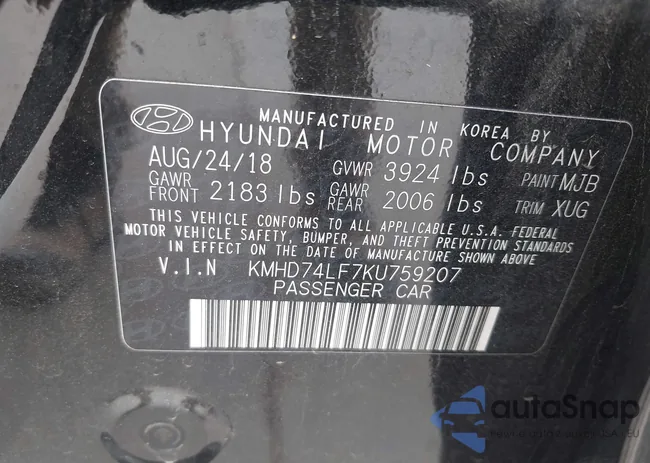 MANUFACTURED IN KOREA BY
HYUNDAI MOTOR COMPANY
AUG/24/18 GVWR 3924 lbs PAINT MJB
GAWR FRONT 2183 lbs GAWR REAR 2006 lbs TRIM XUG
THIS VEHICLE CONFORMS TO ALL APPLICABLE U.S.A. FEDERAL
MOTOR VEHICLE SAFETY, BUMPER, AND THEFT PREVENTION STANDARDS
IN EFFECT ON THE DATE OF MANUFACTURE SHOWN ABOVE
V.I.N KMHD74LF7KU759207
PASSENGER CAR
autoSnap